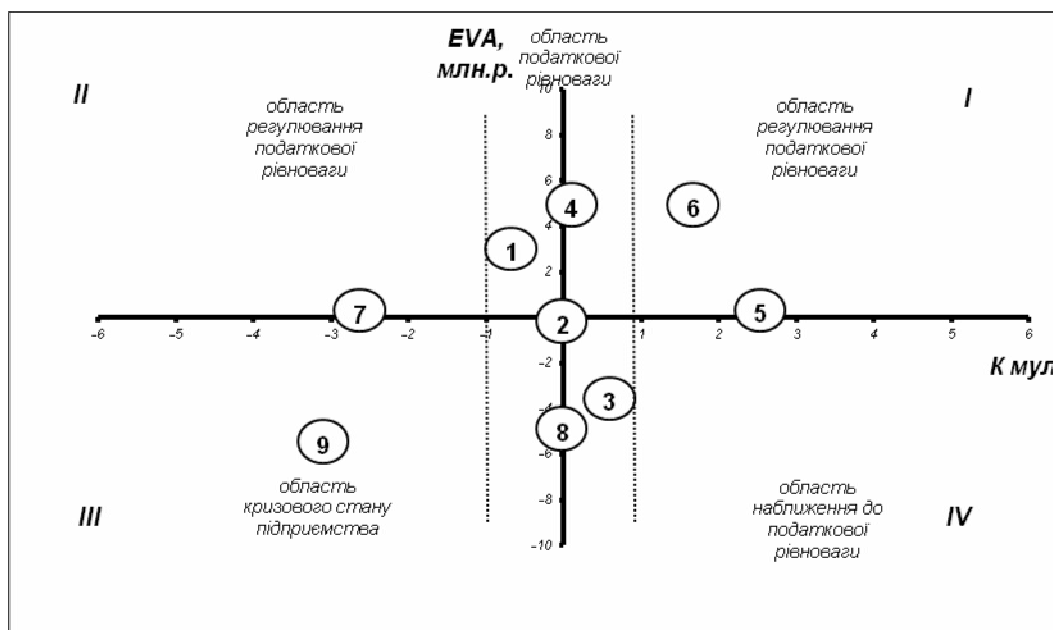 EVA,
млн.р.
область
податкової
рівноваги
II
I
область
регулювання
податкової
рівноваги
область
регулювання
податкової
рівноваги
10
8
6
4
2
-2
-4
-6
-8
-10
4
6
1
7
2
5
3
8
9
-6 -5 -4 -3 -2 -1 1 2 3 4 5 6
К мул
III
область
кризового стану
підприємства
область
наближення до
податкової
рівноваги
IV